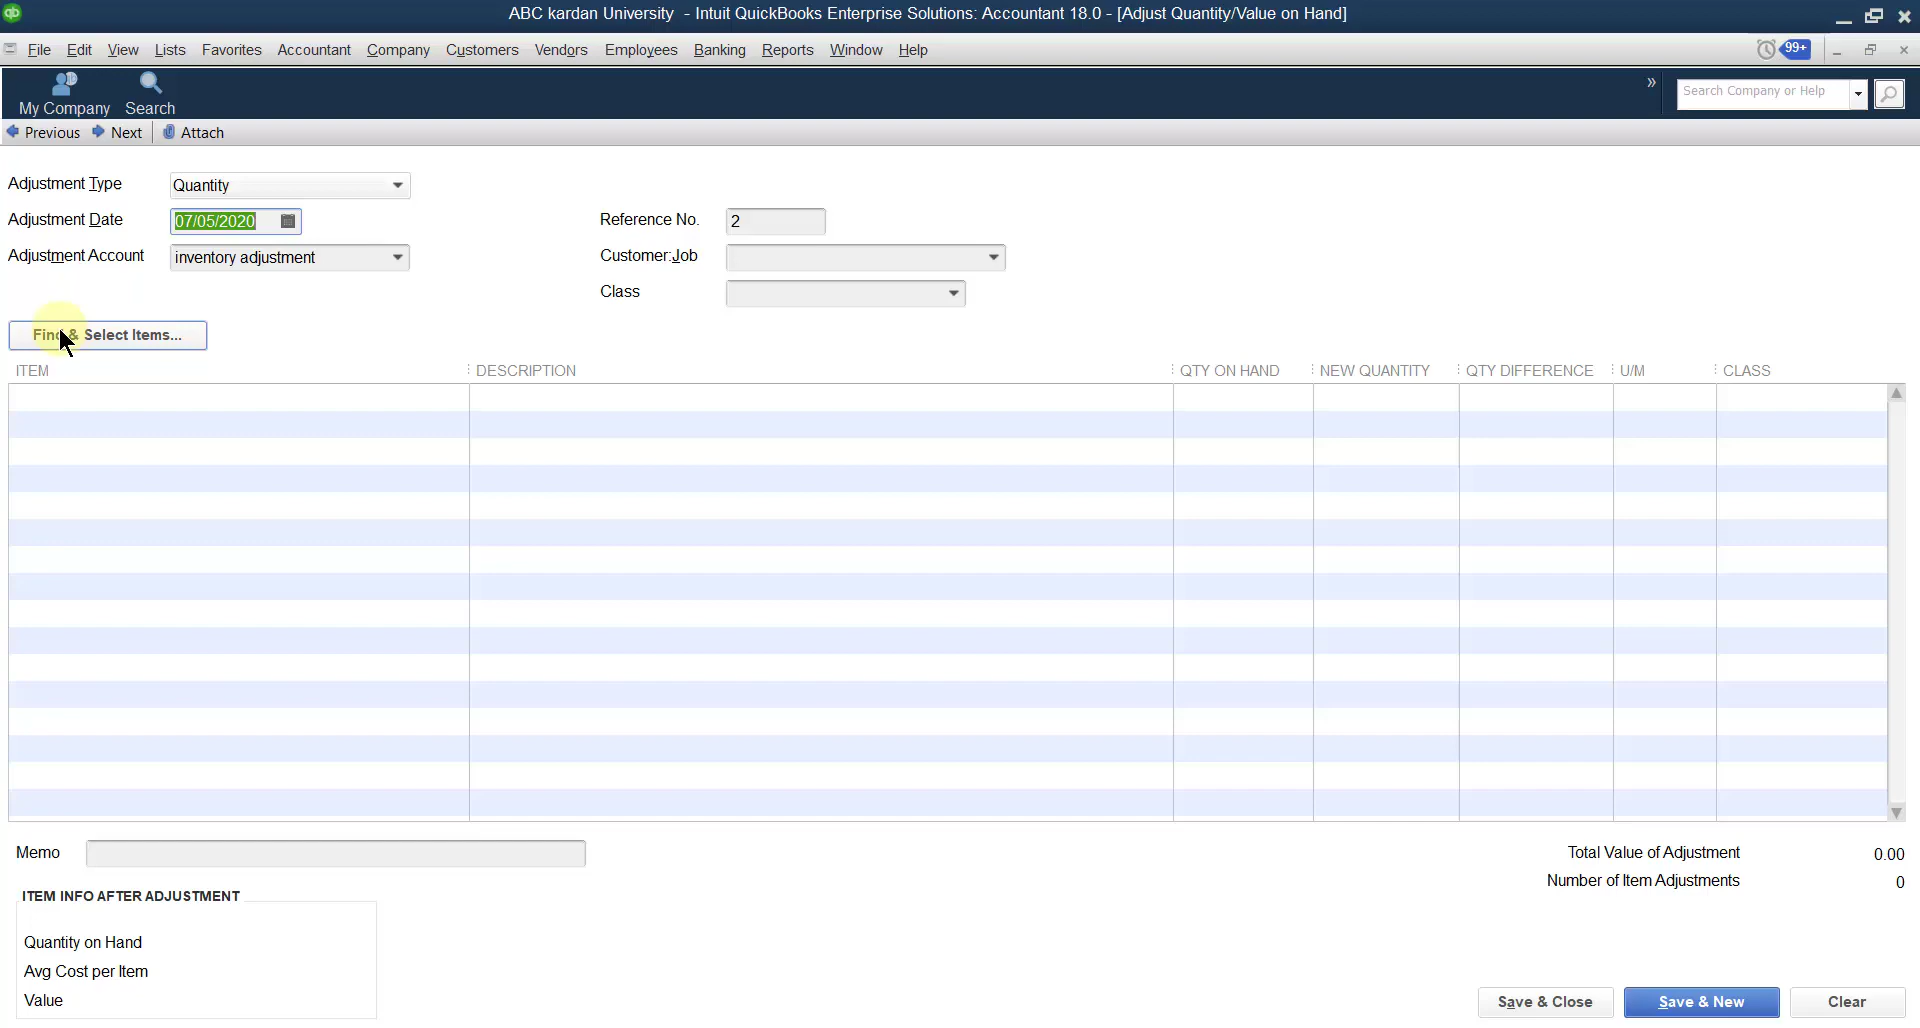 ABC kardan University - Intuit QuickBooks Enterprise Solutions: Accountant 18.0 - [Adjust Quantity/Value on Hand]
File Edit View Lists Favorites Accountant Company Customers Vendors Employees Banking Reports Window Help 99+
My Company Search » Search Company or Help
Previous Next Attach
Adjustment Type Quantity
Adjustment Date 07/05/2020 Reference No. 2
Adjustment Account inventory adjustment Customer:Job
Class
Find & Select Items...
ITEM DESCRIPTION QTY ON HAND NEW QUANTITY QTY DIFFERENCE U/M CLASS
Memo Total Value of Adjustment 0.00
Number of Item Adjustments 0
ITEM INFO AFTER ADJUSTMENT
Quantity on Hand
Avg Cost per Item
Value
Save & Close Save & New Clear